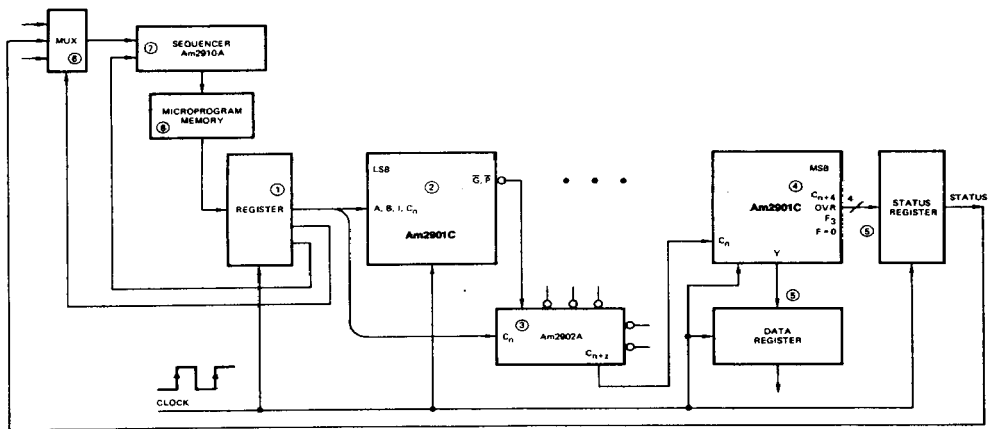 MUX
⑥
⑦
SEQUENCER
Am2910A
MICROPROGRAM
MEMORY
⑧
①
REGISTER
LSB
②
G, P
A, B, I, Cn
Am2901C
• • •
MSB
④
Am2901C
Cn+4
OVR
F3
F = 0
Cn
Y
4
⑤
STATUS
REGISTER
STATUS
③
Cn
Am2902A
Cn+z
⑤
DATA
REGISTER
CLOCK